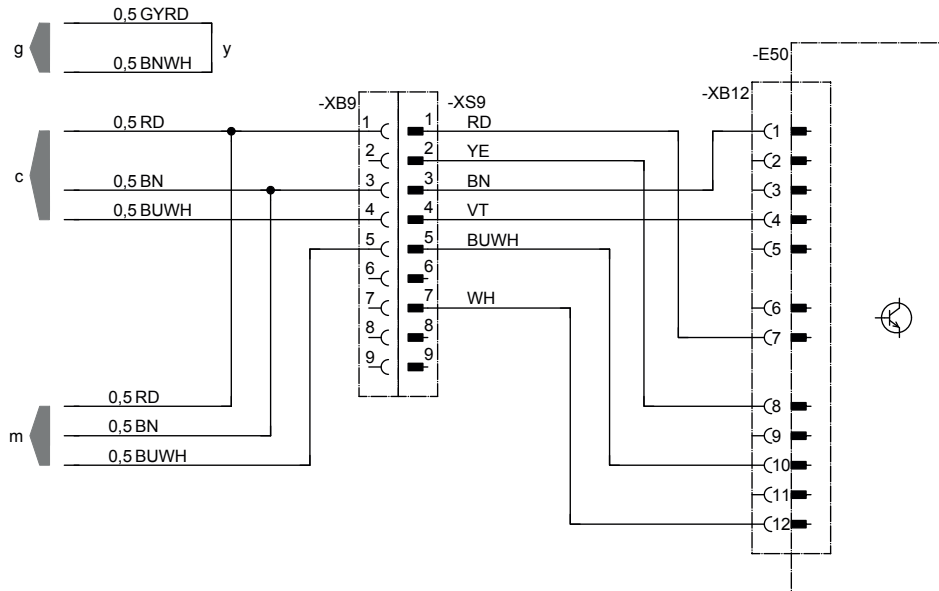 0,5 GYRD
g
y
0,5 BNWH
-E50
-XB12
-XB9
-XS9
0,5 RD
1
1
RD
1
2
2
YE
2
c
0,5 BN
3
3
BN
3
0,5 BUWH
4
4
VT
4
5
5
BUWH
5
6
6
7
7
WH
6
8
8
7
9
9
0,5 RD
8
m
0,5 BN
9
0,5 BUWH
10
11
12